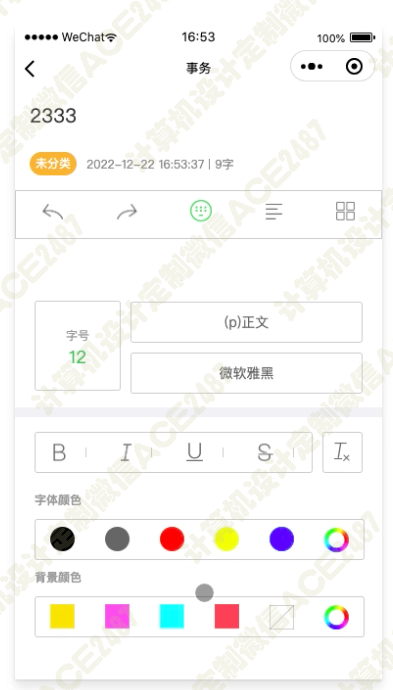 WeChat 16:53 100%
事务
2333
未分类 2022-12-22 16:53:37 | 9字
字号
12
(p)正文
微软雅黑
B I U S Tx
字体颜色
背景颜色
计算机设计定制微信ACE2487